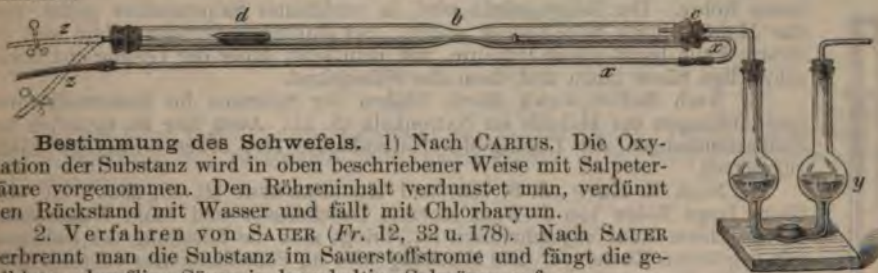 d
b
c
z
x
z
x
y
Bestimmung des Schwefels. 1) Nach CARIUS. Die Oxy-
ation der Substanz wird in oben beschriebener Weise mit Salpeter-
äure vorgenommen. Den Röhreninhalt verdunstet man, verdünnt
en Rückstand mit Wasser und fällt mit Chlorbaryum.
2. Verfahren von SAUER (Fr. 12, 32 u. 178). Nach SAUER
erbrennt man die Substanz im Sauerstoffstrome und fängt die ge-